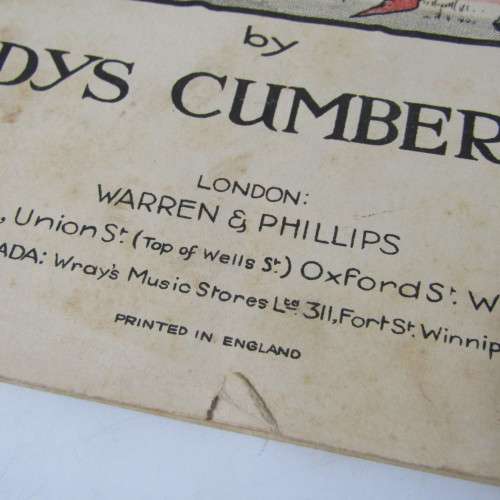 by
DYS CUMBER
LONDON:
WARREN & PHILLIPS
, Union St. (Top of Wells St.) Oxford St. W
ADA: Wray's Music Stores Ltd. 311, Fort St. Winnip
PRINTED IN ENGLAND